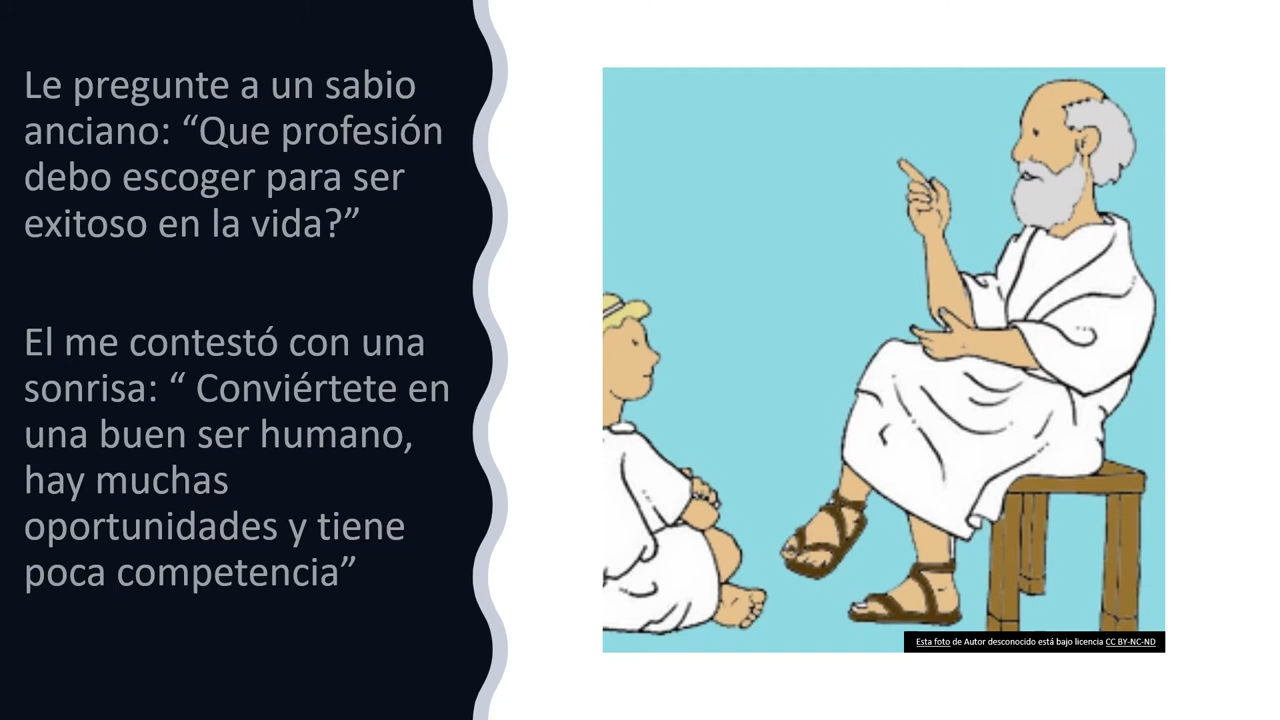 Le pregunte a un sabio
anciano: “Que profesión
debo escoger para ser
exitoso en la vida?”
El me contestó con una
sonrisa: “ Conviértete en
una buen ser humano,
hay muchas
oportunidades y tiene
poca competencia”
Esta foto de Autor desconocido está bajo licencia CC BY-NC-ND